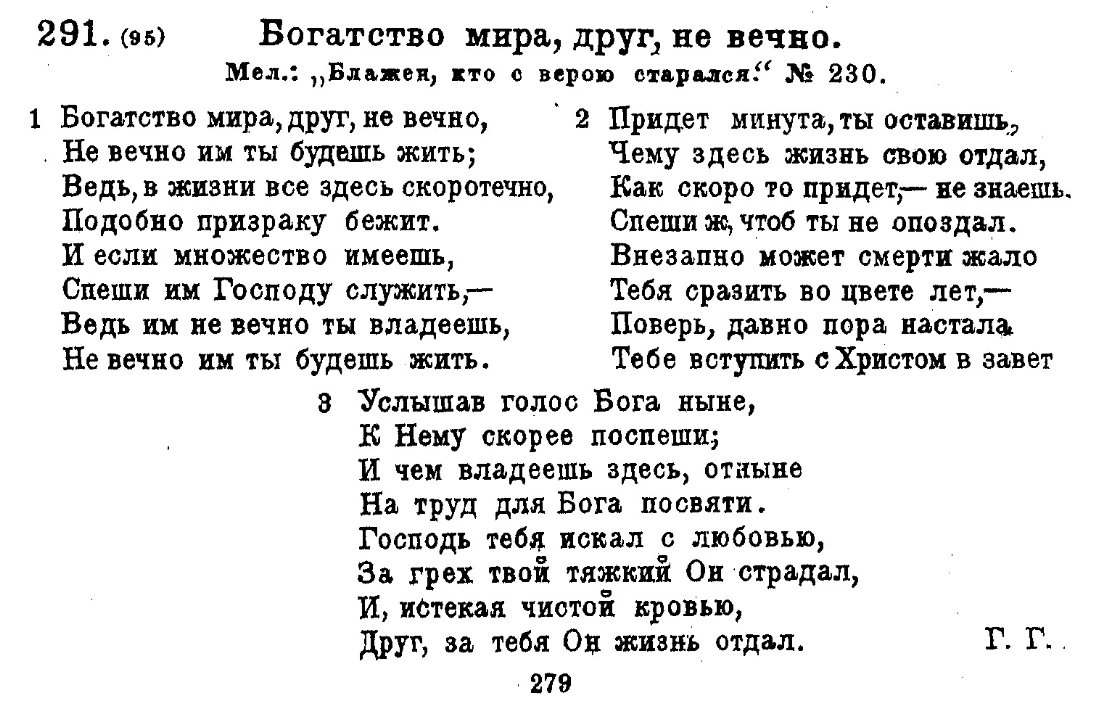 291. (95) Богатство мира, друг, не вечно.
Мел.: „Блажен, кто с верою старался.“ № 230.
1 Богатство мира, друг, не вечно,
Не вечно им ты будешь жить;
Ведь, в жизни все здесь скоротечно,
Подобно призраку бежит.
И если множество имеешь,
Спеши им Господу служить,—
Ведь им не вечно ты владеешь,
Не вечно им ты будешь жить.
2 Придет минута, ты оставишь,
Чему здесь жизнь свою отдал,
Как скоро то придет,— не знаешь.
Спеши ж, чтоб ты не опоздал.
Внезапно может смерти жало
Тебя сразить во цвете лет,—
Поверь, давно пора настала
Тебе вступить с Христом в завет
3 Услышав голос Бога ныне,
К Нему скорее поспеши;
И чем владеешь здесь, отныне
На труд для Бога посвяти.
Господь тебя искал с любовью,
За грех твой тяжкий Он страдал,
И, истекая чистой кровью,
Друг, за тебя Он жизнь отдал.
Г. Г.
279